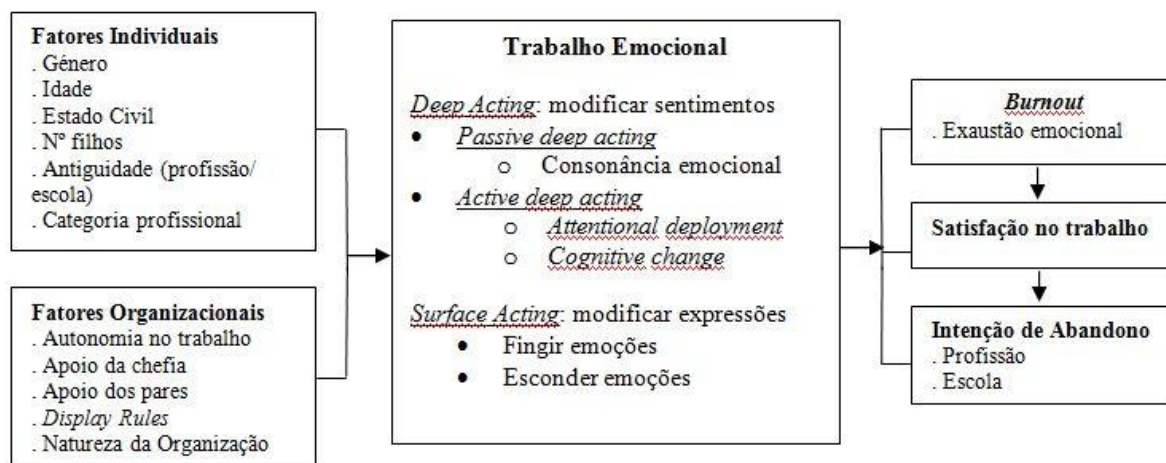 Fatores Individuais
. Género
. Idade
. Estado Civil
. Nº filhos
. Antiguidade (profissão/
escola)
. Categoria profissional
Fatores Organizacionais
. Autonomia no trabalho
. Apoio da chefia
. Apoio dos pares
. Display Rules
. Natureza da Organização
Trabalho Emocional
Deep Acting: modificar sentimentos
• Passive deep acting
o Consonância emocional
• Active deep acting
o Attentional deployment
o Cognitive change
Surface Acting: modificar expressões
• Fingir emoções
• Esconder emoções
Burnout
. Exaustão emocional
Satisfação no trabalho
Intenção de Abandono
. Profissão
. Escola